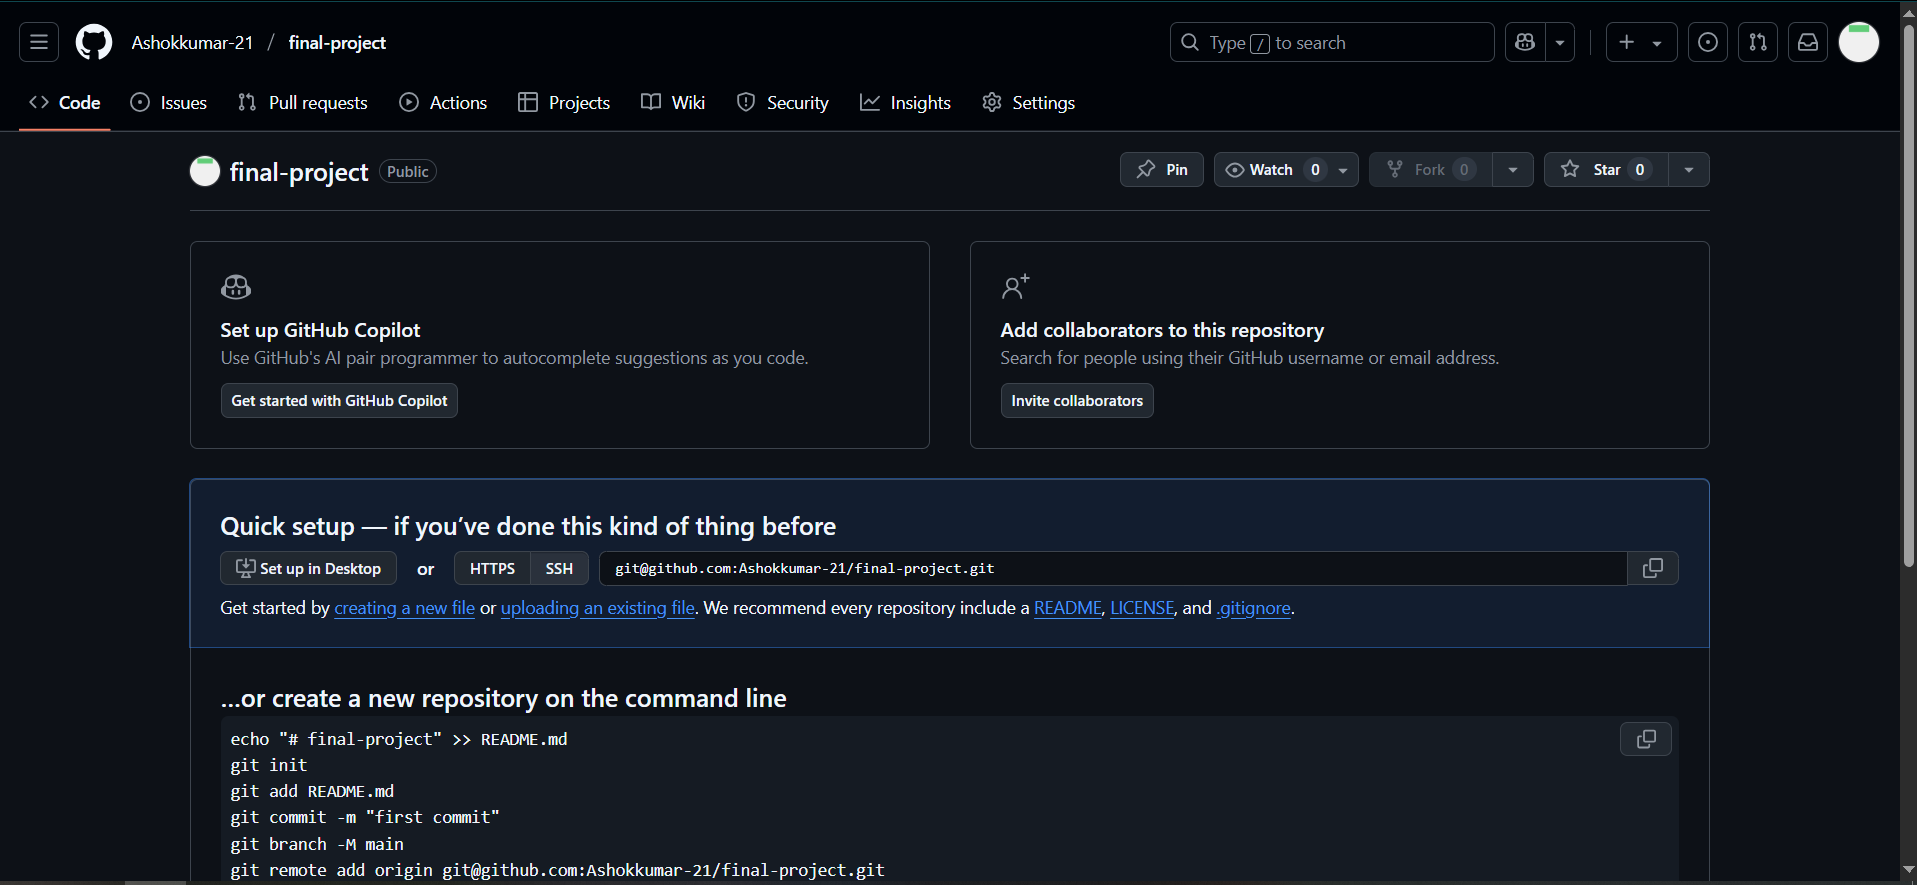 Ashokkumar-21 / final-project
Type / to search
Code Issues Pull requests Actions Projects Wiki Security Insights Settings
final-project Public
Pin Watch 0 Fork 0 Star 0
Set up GitHub Copilot
Use GitHub's AI pair programmer to autocomplete suggestions as you code.
Get started with GitHub Copilot
Add collaborators to this repository
Search for people using their GitHub username or email address.
Invite collaborators
Quick setup — if you’ve done this kind of thing before
Set up in Desktop or HTTPS SSH git@github.com:Ashokkumar-21/final-project.git
Get started by creating a new file or uploading an existing file. We recommend every repository include a README, LICENSE, and .gitignore.
…or create a new repository on the command line
echo "# final-project" >> README.md
git init
git add README.md
git commit -m "first commit"
git branch -M main
git remote add origin git@github.com:Ashokkumar-21/final-project.git